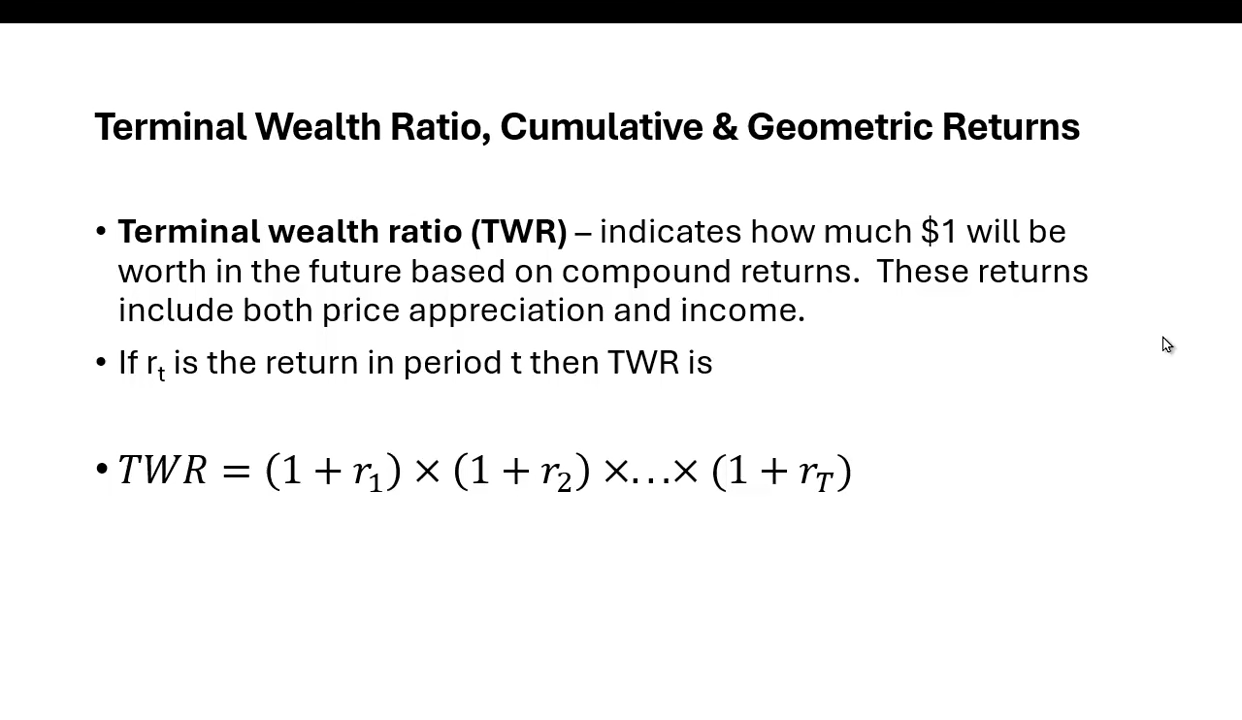 Terminal Wealth Ratio, Cumulative & Geometric Returns
• Terminal wealth ratio (TWR) – indicates how much $1 will be
worth in the future based on compound returns.  These returns
include both price appreciation and income.
• If rₜ is the return in period t then TWR is
• TWR = (1 + r₁) × (1 + r₂) ×…× (1 + r_T)